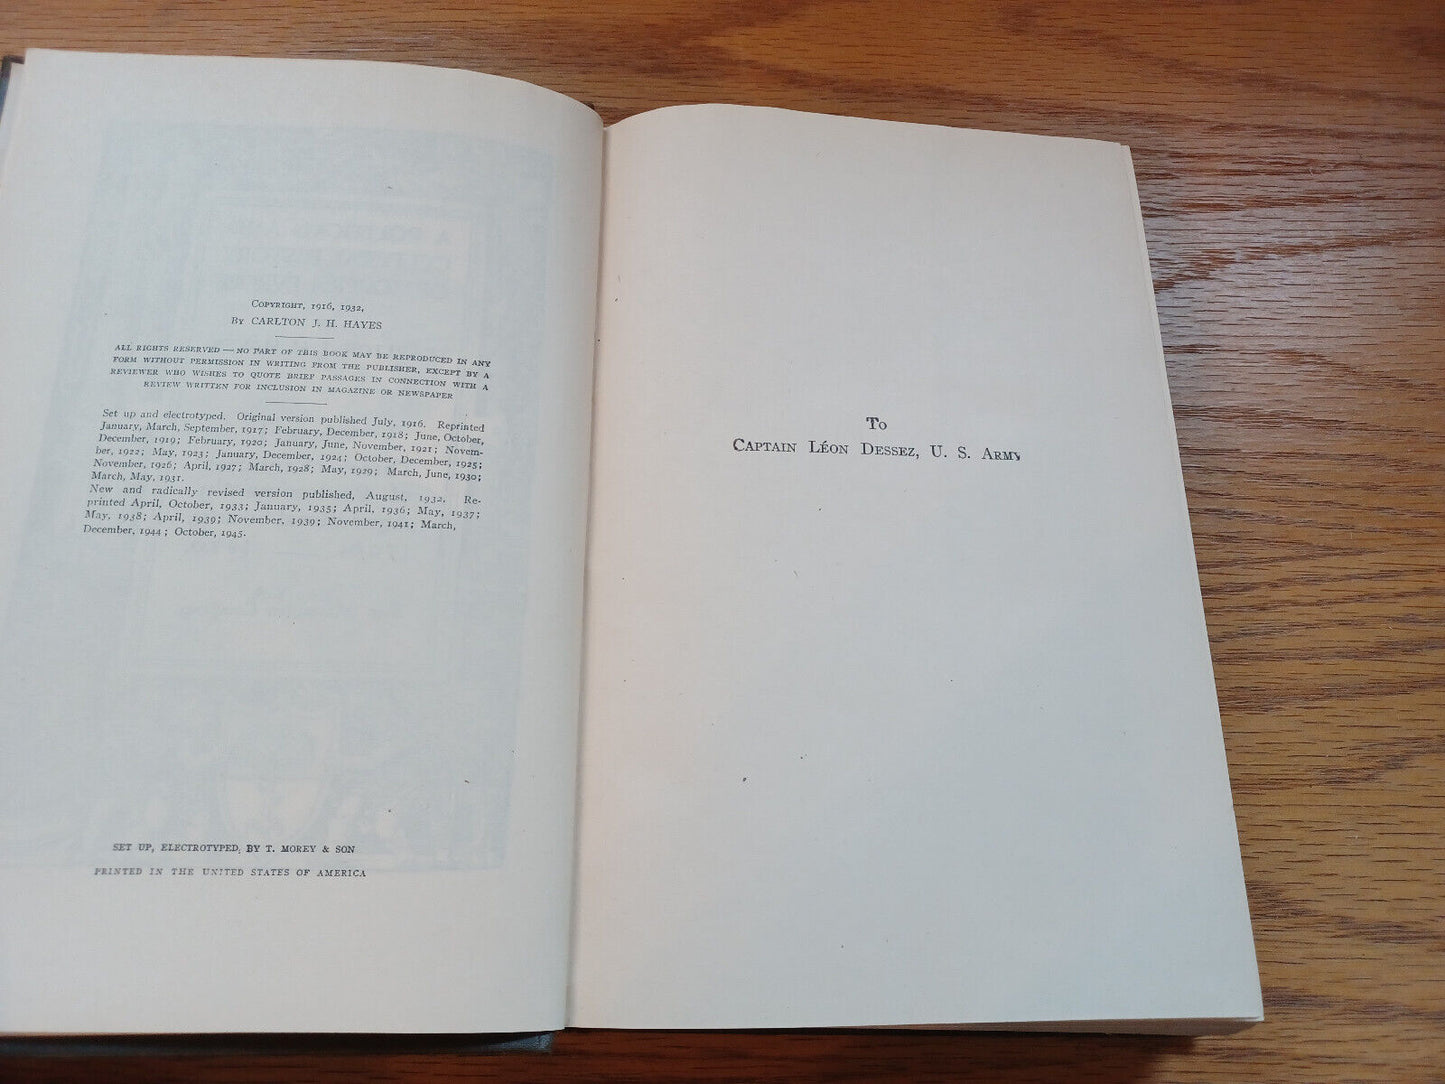 COPYRIGHT, 1916, 1932,
BY CARLTON J. H. HAYES
ALL RIGHTS RESERVED — NO PART OF THIS BOOK MAY BE REPRODUCED IN ANY
FORM WITHOUT PERMISSION IN WRITING FROM THE PUBLISHER, EXCEPT BY A
REVIEWER WHO WISHES TO QUOTE BRIEF PASSAGES IN CONNECTION WITH A
REVIEW WRITTEN FOR INCLUSION IN MAGAZINE OR NEWSPAPER
Set up and electrotyped. Original version published July, 1916. Reprinted
January, March, September, 1917; February, December, 1918; June, October,
December, 1919; February, 1920; January, June, November, 1921; Novem-
ber, 1922; May, 1923; January, December, 1924; October, December, 1925;
November, 1926; April, 1927; March, 1928; May, 1929; March, June, 1930;
March, May, 1931.
New and radically revised version published, August, 1932. Re-
printed April, October, 1933; January, 1935; April, 1936; May, 1937;
May, 1938; April, 1939; November, 1939; November, 1941; March,
December, 1944; October, 1945.
SET UP, ELECTROTYPED, BY T. MOREY & SON
PRINTED IN THE UNITED STATES OF AMERICA
To
CAPTAIN LÉON DESSEZ, U. S. ARMY